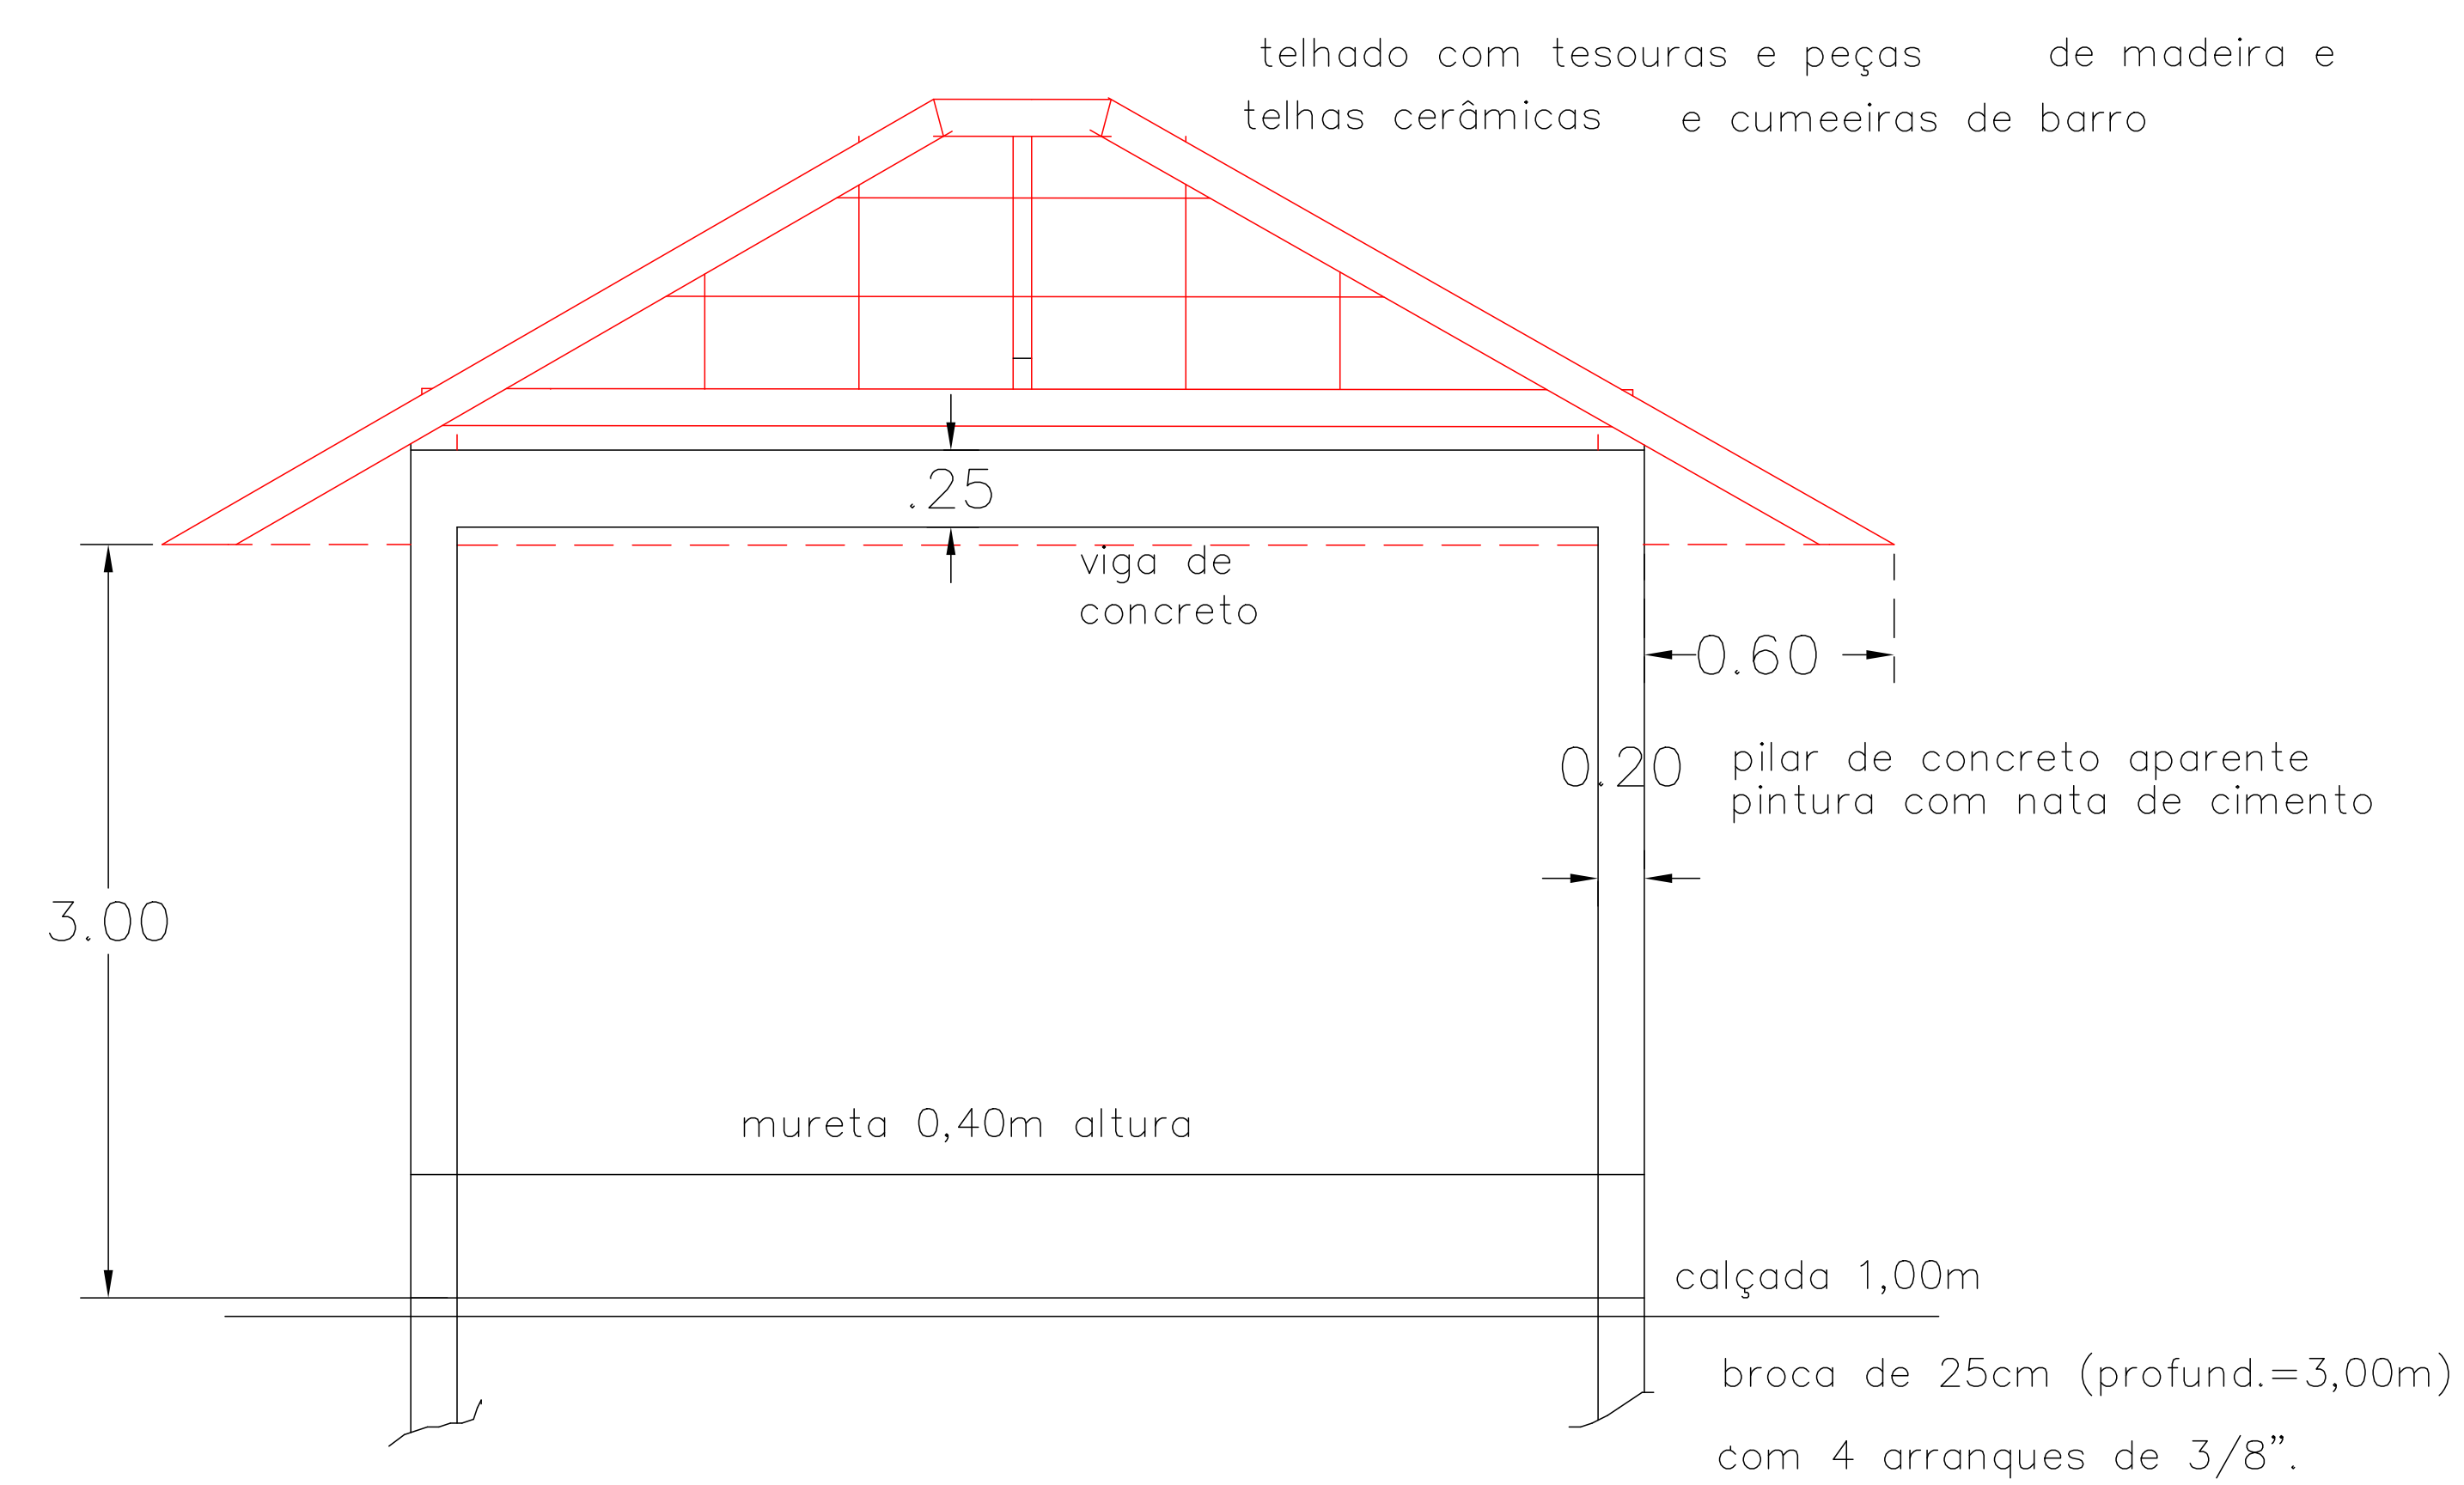 telhado com tesouras e peças de madeira e
telhas cerâmicas e cumeeiras de barro
.25
viga de
concreto
0.60
0.20
pilar de concreto aparente
pintura com nata de cimento
3.00
mureta 0,40m altura
calçada 1,00m
broca de 25cm (profund.=3,00m)
com 4 arranques de 3/8".